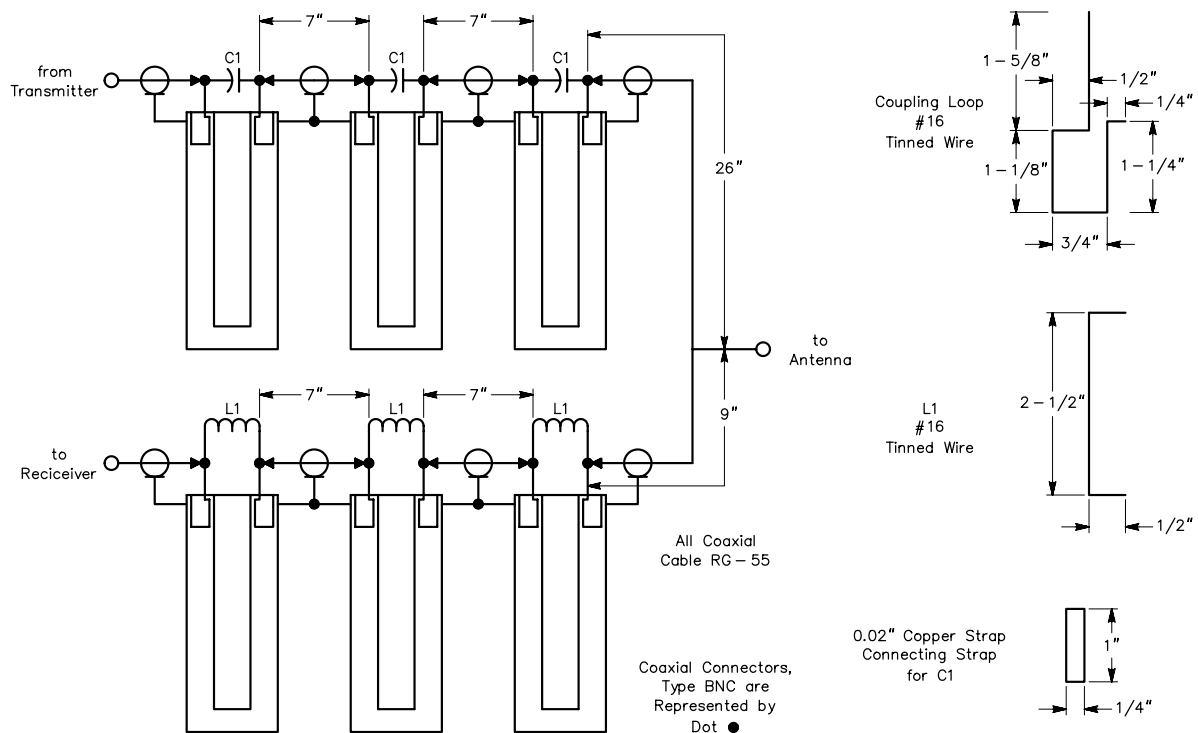 7"
7"
from
Transmitter
C1
C1
C1
26"
to
Antenna
7"
7"
9"
L1
L1
L1
to
Reciceiver
All Coaxial
Cable RG-55
Coaxial Connectors,
Type BNC are
Represented by
Dot ●
Coupling Loop
#16
Tinned Wire
1-5/8"
1/2"
1/4"
1-1/8"
1-1/4"
3/4"
L1
#16
Tinned Wire
2-1/2"
1/2"
0.02" Copper Strap
Connecting Strap
for C1
1"
1/4"